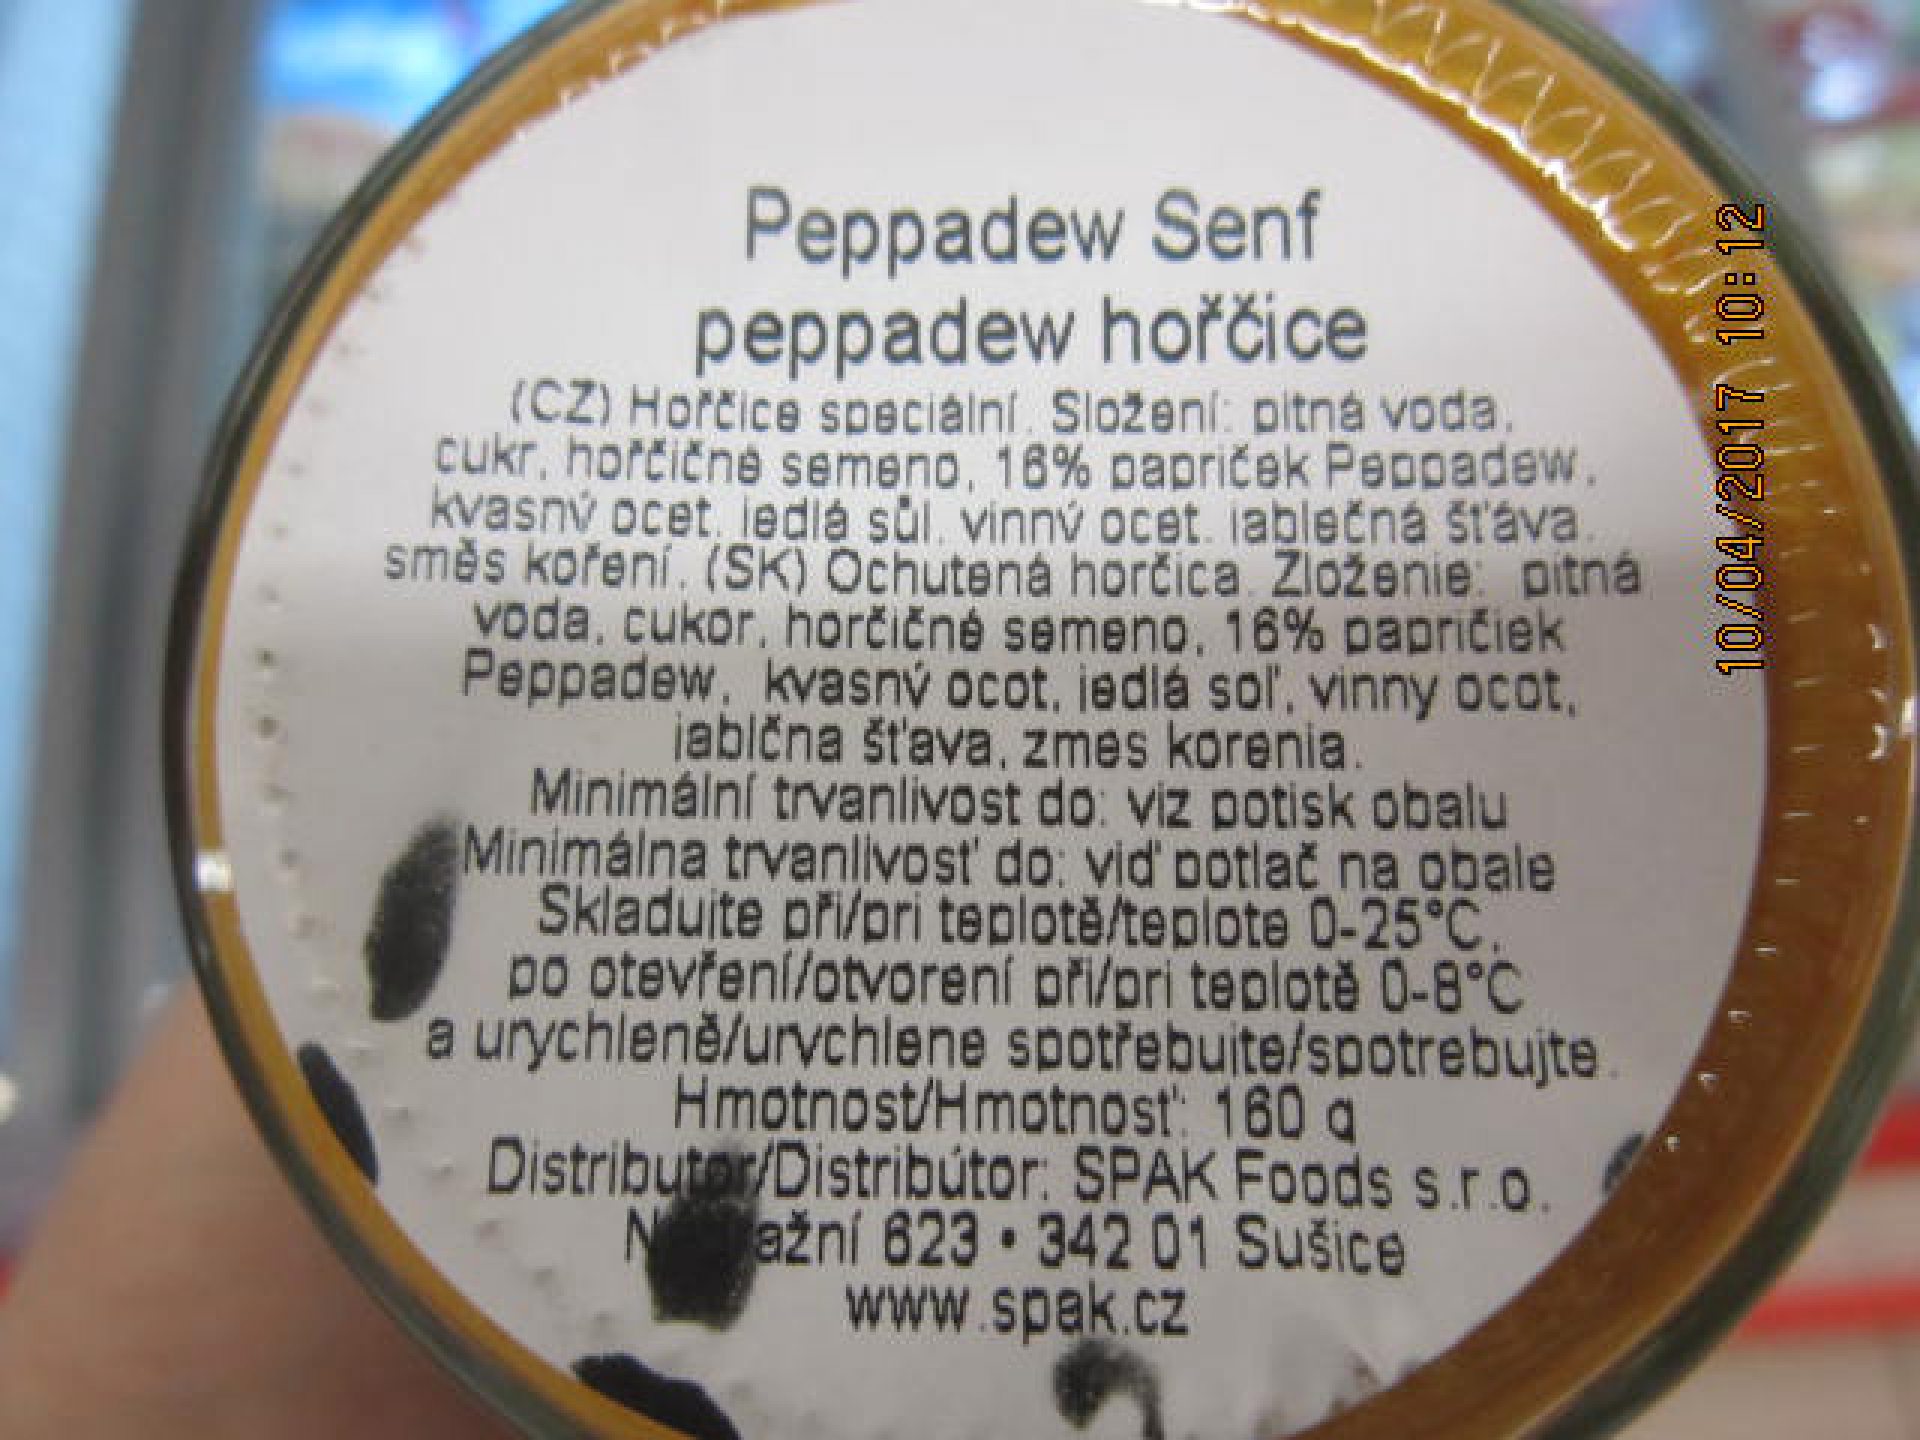 Peppadew Senf
peppadew hořčice
(CZ) Hořčice speciální. Složení: pitná voda,
cukr, hořčičné semeno, 16% papriček Peppadew,
kvasný ocet, jedlá sůl, vinný ocet, jablečná šťáva,
směs koření. (SK) Ochutená horčica. Zloženie: pitná
voda, cukor, horčičné semeno, 16% papričiek
Peppadew, kvasný ocot, jedlá soľ, vinny ocot,
jablčna šťava, zmes korenia.
Minimální trvanlivost do: viz potisk obalu
Minimálna trvanlivosť do: viď potlač na obale
Skladujte při/pri teplotě/teplote 0-25°C,
po otevření/otvorení při/pri teplotě 0-8°C
a urychleně/urychlene spotřebujte/spotrebujte.
Hmotnost/Hmotnosť: 160 g
Distributor/Distribútor: SPAK Foods s.r.o.
623 • 342 01 Sušice
www.spak.cz
10/04/2017 10:12